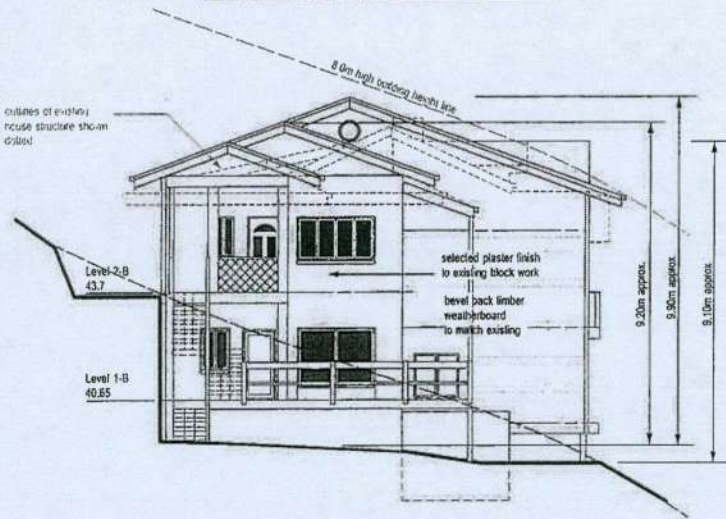 8.0m high building height line
outlines of existing
house structure shown
dotted
Level 2-B
43.7
selected plaster finish
to existing block work
bevel back timber
weatherboard
to match existing
Level 1-B
40.65
9.20m approx.
9.90m approx
9.10m approx